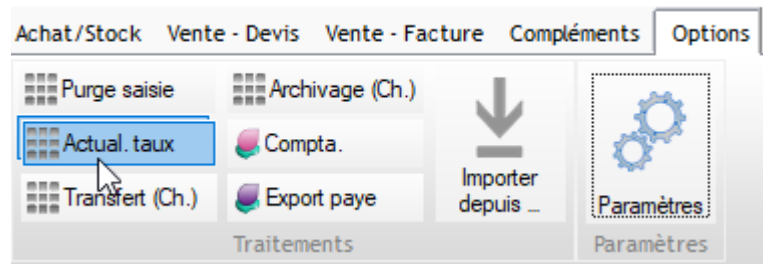 Achat/Stock Vente - Devis Vente - Facture Compléments Options
Purge saisie Archivage (Ch.)
Actual. taux Compta.
Transfert (Ch.) Export paye
Importer
depuis ...
Paramètres
Traitements Paramètres